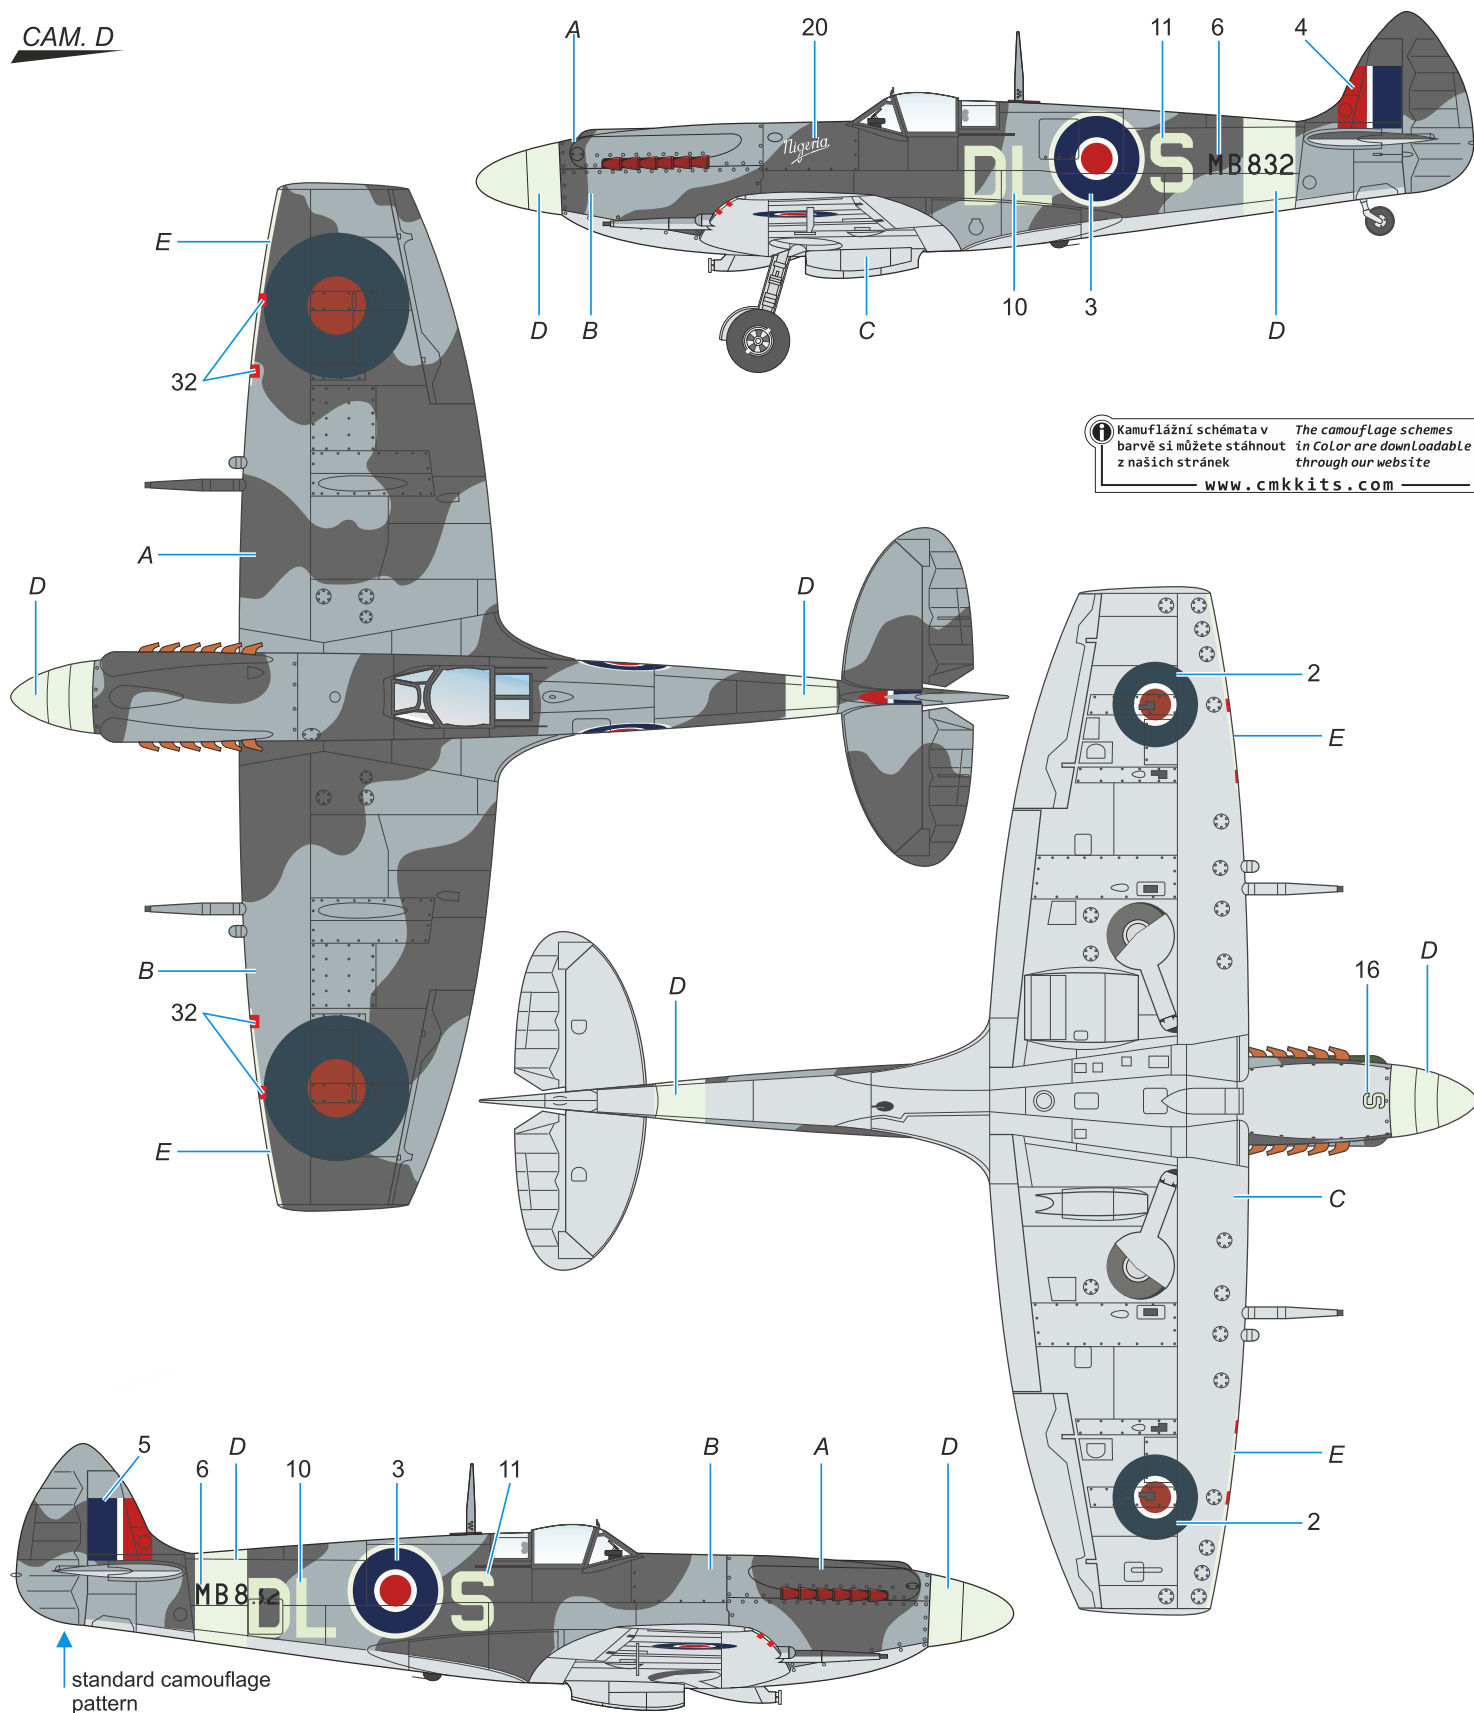 CAM. D
A
20
11
6
4
Nigeria
DL S MB832
D
B
C
10
3
D
E
32
A
D
B
32
E
D
Kamuflážní schémata v
barvě si můžete stáhnout
z našich stránek
The camouflage schemes
in Color are downloadable
through our website
www.cmkkits.com
2
E
D
16
D
S
C
E
2
5
6
D
10
3
11
B
A
D
MB832 DL S
standard camouflage
pattern